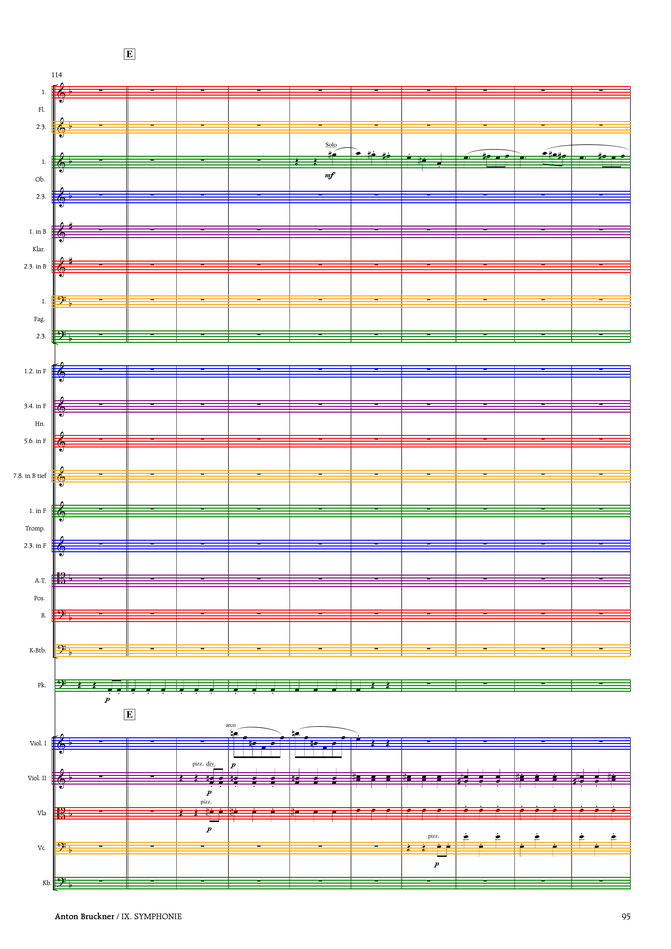 E
114
1.
Fl.
2.3.
Solo
1.
mf
Ob.
2.3.
1. in B
Klar.
2.3. in B
1.
Fag.
2.3.
1.2. in F
3.4. in F
Hn.
5.6. in F
7.8. in B tief
1. in F
Tromp.
2.3. in F
A.T.
Pos.
B.
K-Btb.
Pk.
p
E
arco
Viol. I
pizz. div. p
Viol. II
p
pizz.
Vla
p
pizz.
Vc.
p
Kb.
Anton Bruckner / IX. SYMPHONIE 95